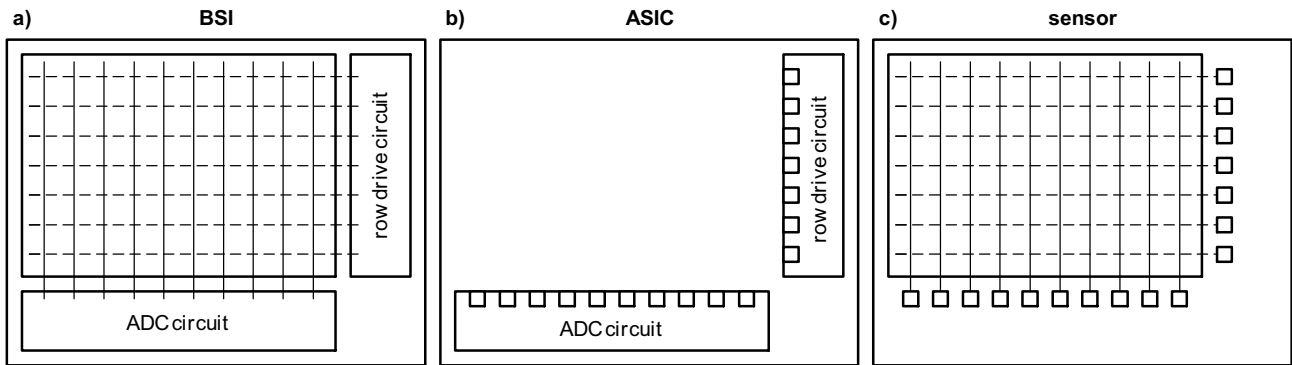 a) BSI
b) ASIC
c) sensor
row drive circuit
ADC circuit
row drive circuit
ADC circuit